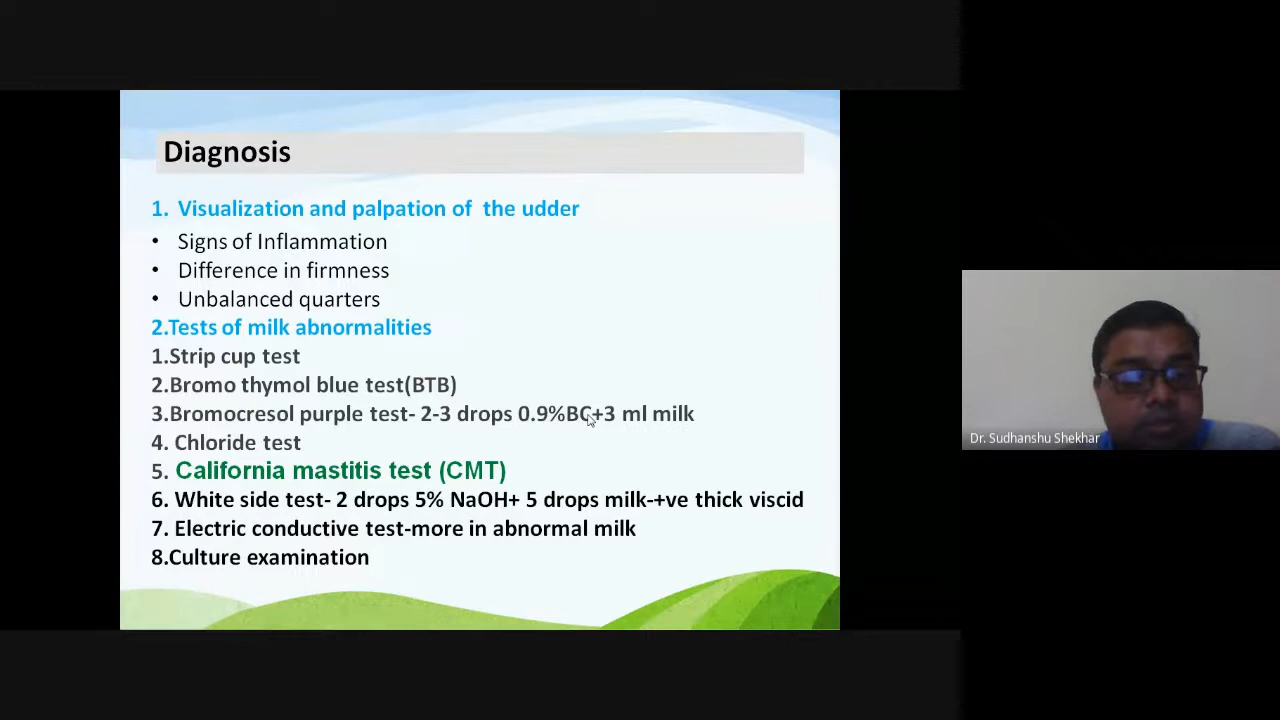 Diagnosis
1. Visualization and palpation of the udder
• Signs of Inflammation
• Difference in firmness
• Unbalanced quarters
2.Tests of milk abnormalities
1.Strip cup test
2.Bromo thymol blue test(BTB)
3.Bromocresol purple test- 2-3 drops 0.9%BC+3 ml milk
4. Chloride test
5. California mastitis test (CMT)
6. White side test- 2 drops 5% NaOH+ 5 drops milk-+ve thick viscid
7. Electric conductive test-more in abnormal milk
8.Culture examination
Dr. Sudhanshu Shekhar